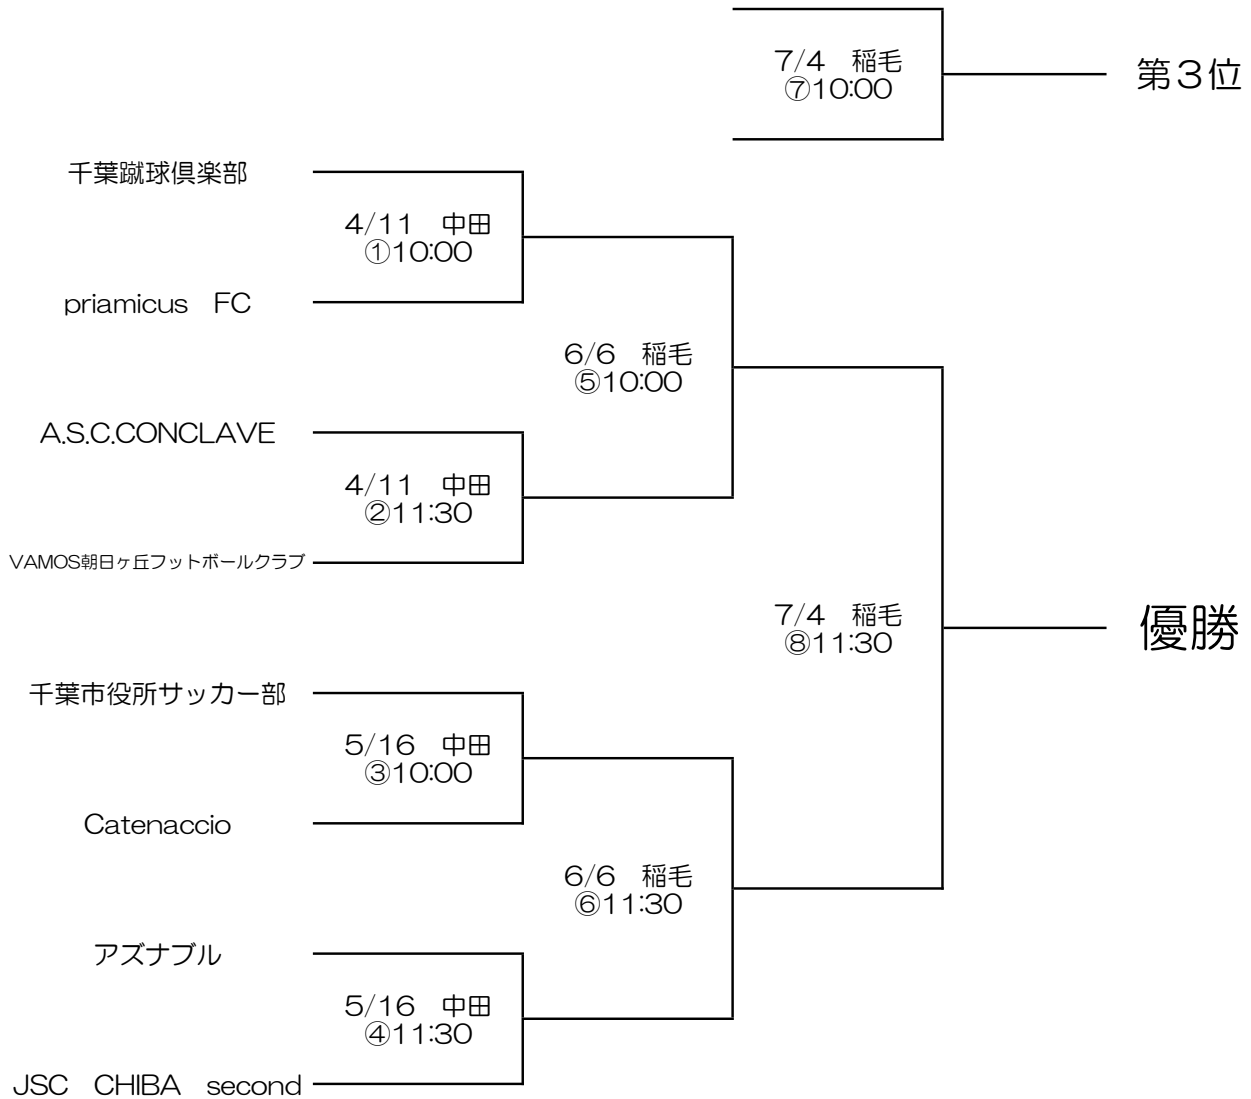 7/4　稲毛
⑦10:00
第3位
千葉蹴球倶楽部
4/11　中田
①10:00
priamicus　FC
6/6　稲毛
⑤10:00
A.S.C.CONCLAVE
4/11　中田
②11:30
VAMOS朝日ヶ丘フットボールクラブ
7/4　稲毛
⑧11:30
優勝
千葉市役所サッカー部
5/16　中田
③10:00
Catenaccio
6/6　稲毛
⑥11:30
アズナブル
5/16　中田
④11:30
JSC　CHIBA　second